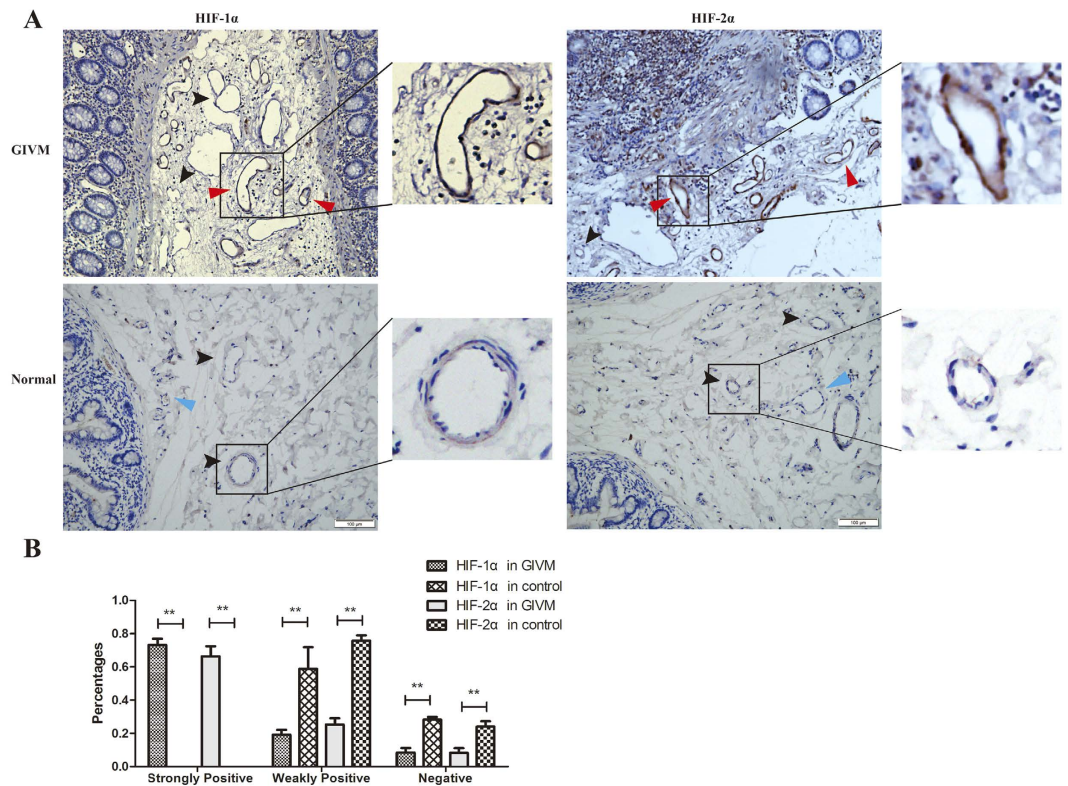 A
HIF-1α
HIF-2α
GIVM
Normal
100 μm
100 μm
B
HIF-1α in GIVM
HIF-1α in control
HIF-2α in GIVM
HIF-2α in control
Percentages
1.0
0.8
0.6
0.4
0.2
0.0
** ** ** ** ** **
Strongly Positive Weakly Positive Negative